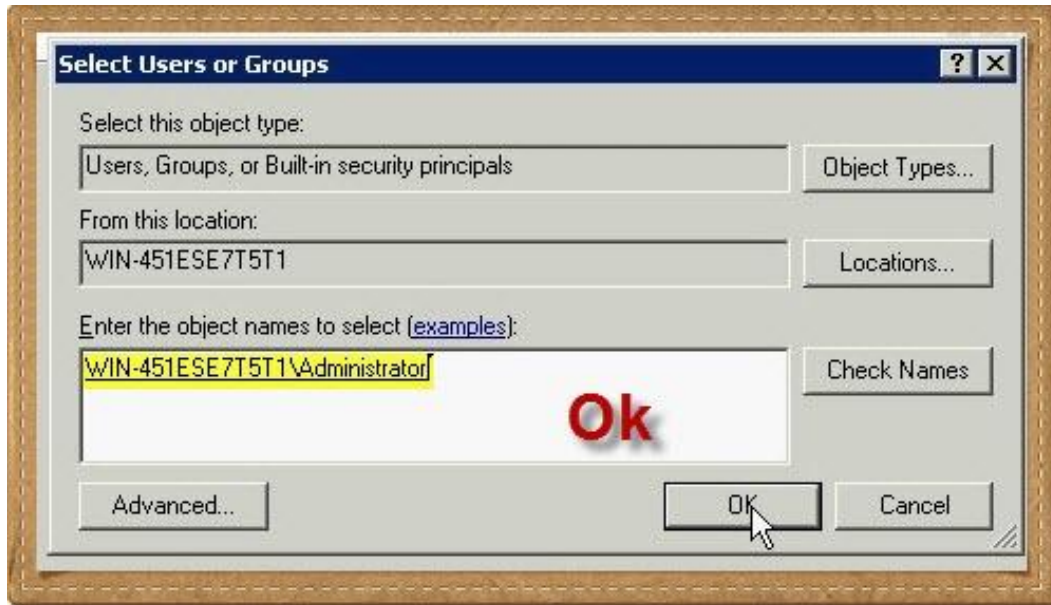 Select Users or Groups
Select this object type:
Users, Groups, or Built-in security principals
Object Types...
From this location:
WIN-451ESE7T5T1
Locations...
Enter the object names to select (examples):
WIN-451ESE7T5T1\Administrator
Check Names
Ok
Advanced...
OK
Cancel